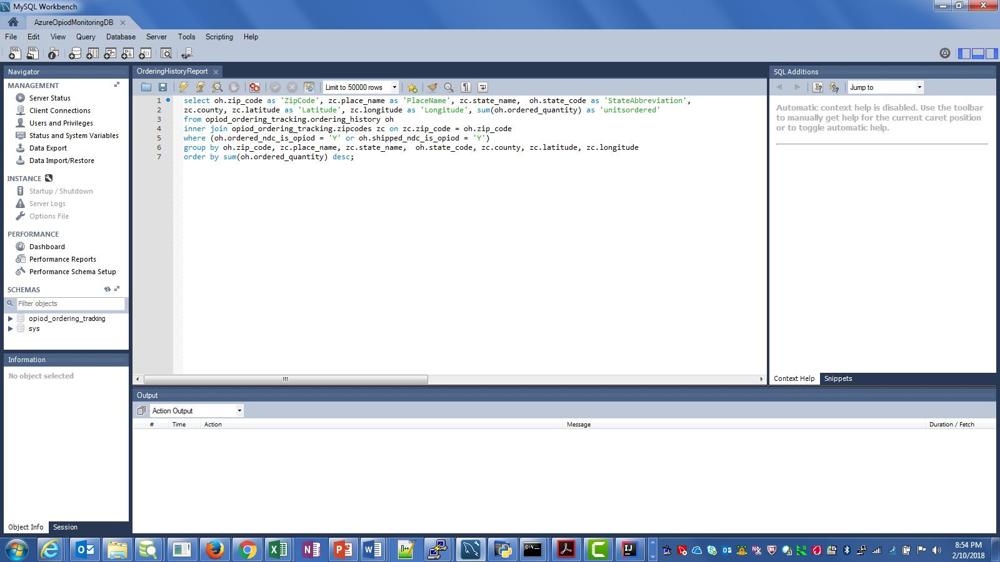 MySQL Workbench
AzureOpiodMonitoringDB
File Edit View Query Database Server Tools Scripting Help
Navigator
MANAGEMENT
Server Status
Client Connections
Users and Privileges
Status and System Variables
Data Export
Data Import/Restore
INSTANCE
Startup / Shutdown
Server Logs
Options File
PERFORMANCE
Dashboard
Performance Reports
Performance Schema Setup
SCHEMAS
Filter objects
opiod_ordering_tracking
sys
Information
No object selected
Object Info Session
OrderingHistoryReport
Limit to 50000 rows
1 select oh.zip_code as 'ZipCode', zc.place_name as 'PlaceName', zc.state_name,  oh.state_code as 'StateAbbreviation',
2 zc.county, zc.latitude as 'Latitude', zc.longitude as 'Longitude', sum(oh.ordered_quantity) as 'unitsordered'
3 from opiod_ordering_tracking.ordering_history oh
4 inner join opiod_ordering_tracking.zipcodes zc on zc.zip_code = oh.zip_code
5 where (oh.ordered_ndc_is_opiod = 'Y' or oh.shipped_ndc_is_opiod = 'Y')
6 group by oh.zip_code, zc.place_name, zc.state_name,  oh.state_code, zc.county, zc.latitude, zc.longitude
7 order by sum(oh.ordered_quantity) desc;
SQL Additions
Jump to
Automatic context help is disabled. Use the toolbar
to manually get help for the current caret position
or to toggle automatic help.
Context Help Snippets
Output
Action Output
# Time Action Message Duration / Fetch
8:54 PM
2/10/2018